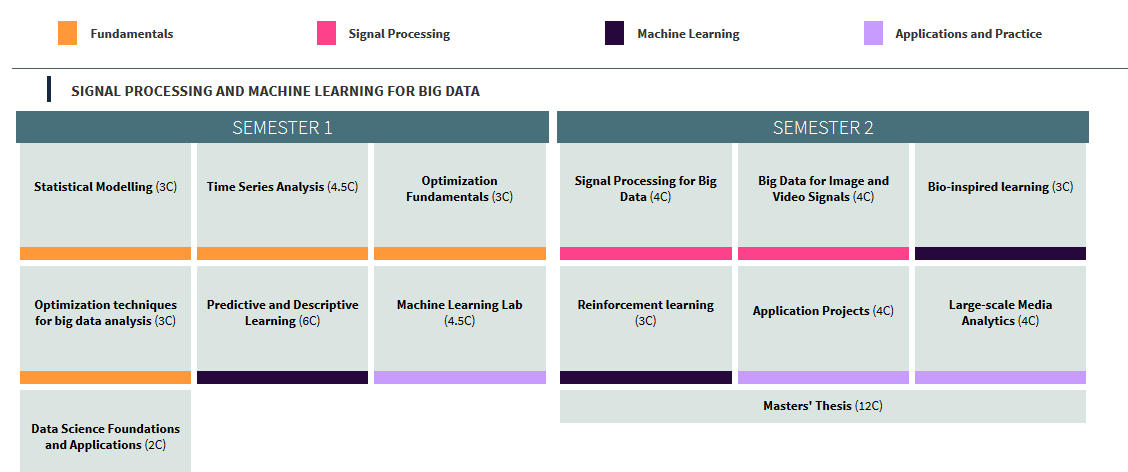 Fundamentals
Signal Processing
Machine Learning
Applications and Practice
SIGNAL PROCESSING AND MACHINE LEARNING FOR BIG DATA
SEMESTER 1
Statistical Modelling (3C)
Time Series Analysis (4.5C)
Optimization
Fundamentals (3C)
Optimization techniques
for big data analysis (3C)
Predictive and Descriptive
Learning (6C)
Machine Learning Lab
(4.5C)
Data Science Foundations
and Applications (2C)
SEMESTER 2
Signal Processing for Big
Data (4C)
Big Data for Image and
Video Signals (4C)
Bio-inspired learning (3C)
Reinforcement learning
(3C)
Application Projects (4C)
Large-scale Media
Analytics (4C)
Masters' Thesis (12C)